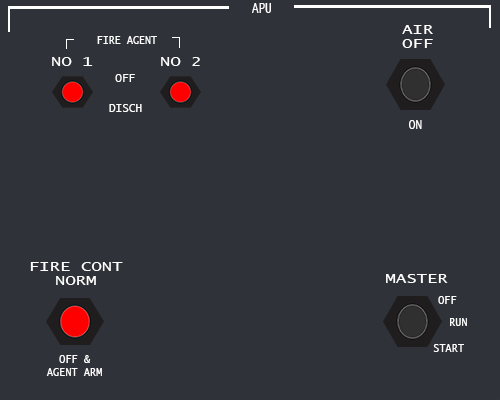 APU
FIRE AGENT
NO 1
NO 2
OFF
DISCH
AIR
OFF
ON
FIRE CONT
NORM
OFF &
AGENT ARM
MASTER
OFF
RUN
START